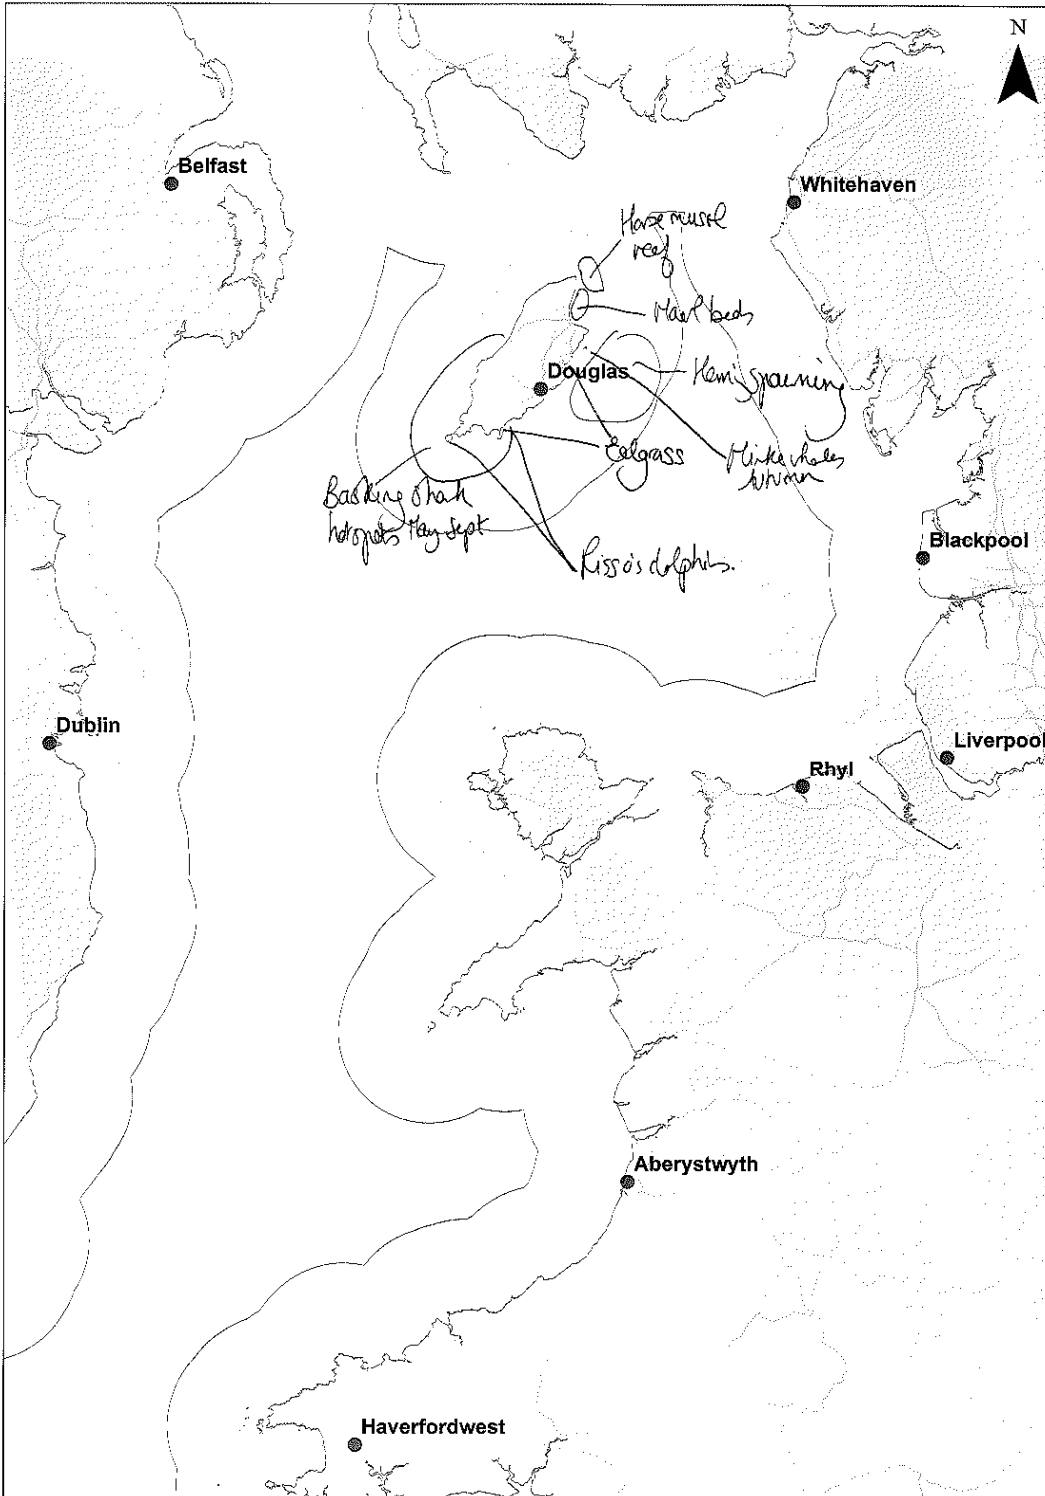 N
Belfast
Whitehaven
Horse mussel
reef
Maerl beds
Douglas
Herring spawning
Eelgrass
Minke whales
Autumn
Basking shark
hotspots May-Sept
Risso's dolphins.
Blackpool
Dublin
Liverpool
Rhyl
Aberystwyth
Haverfordwest